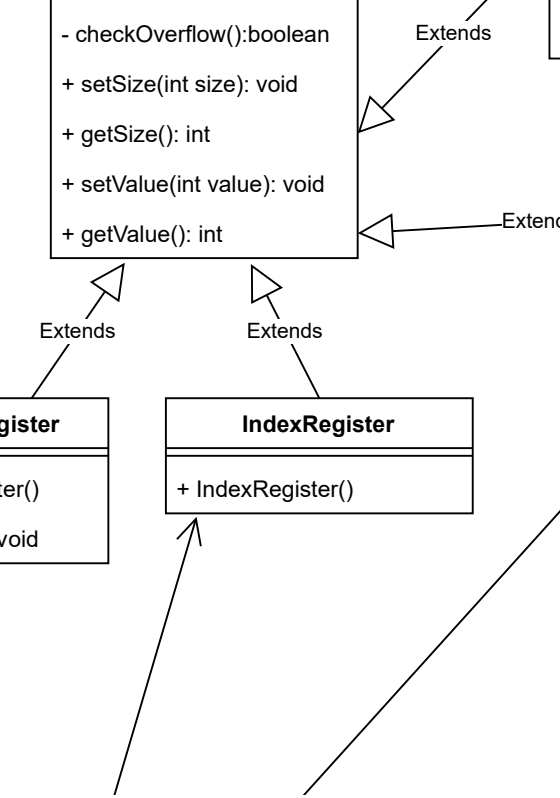 - checkOverflow():boolean
Extends
+ setSize(int size): void
+ getSize(): int
+ setValue(int value): void
+ getValue(): int
Extends
Extends
IndexRegister
+ IndexRegister()
void